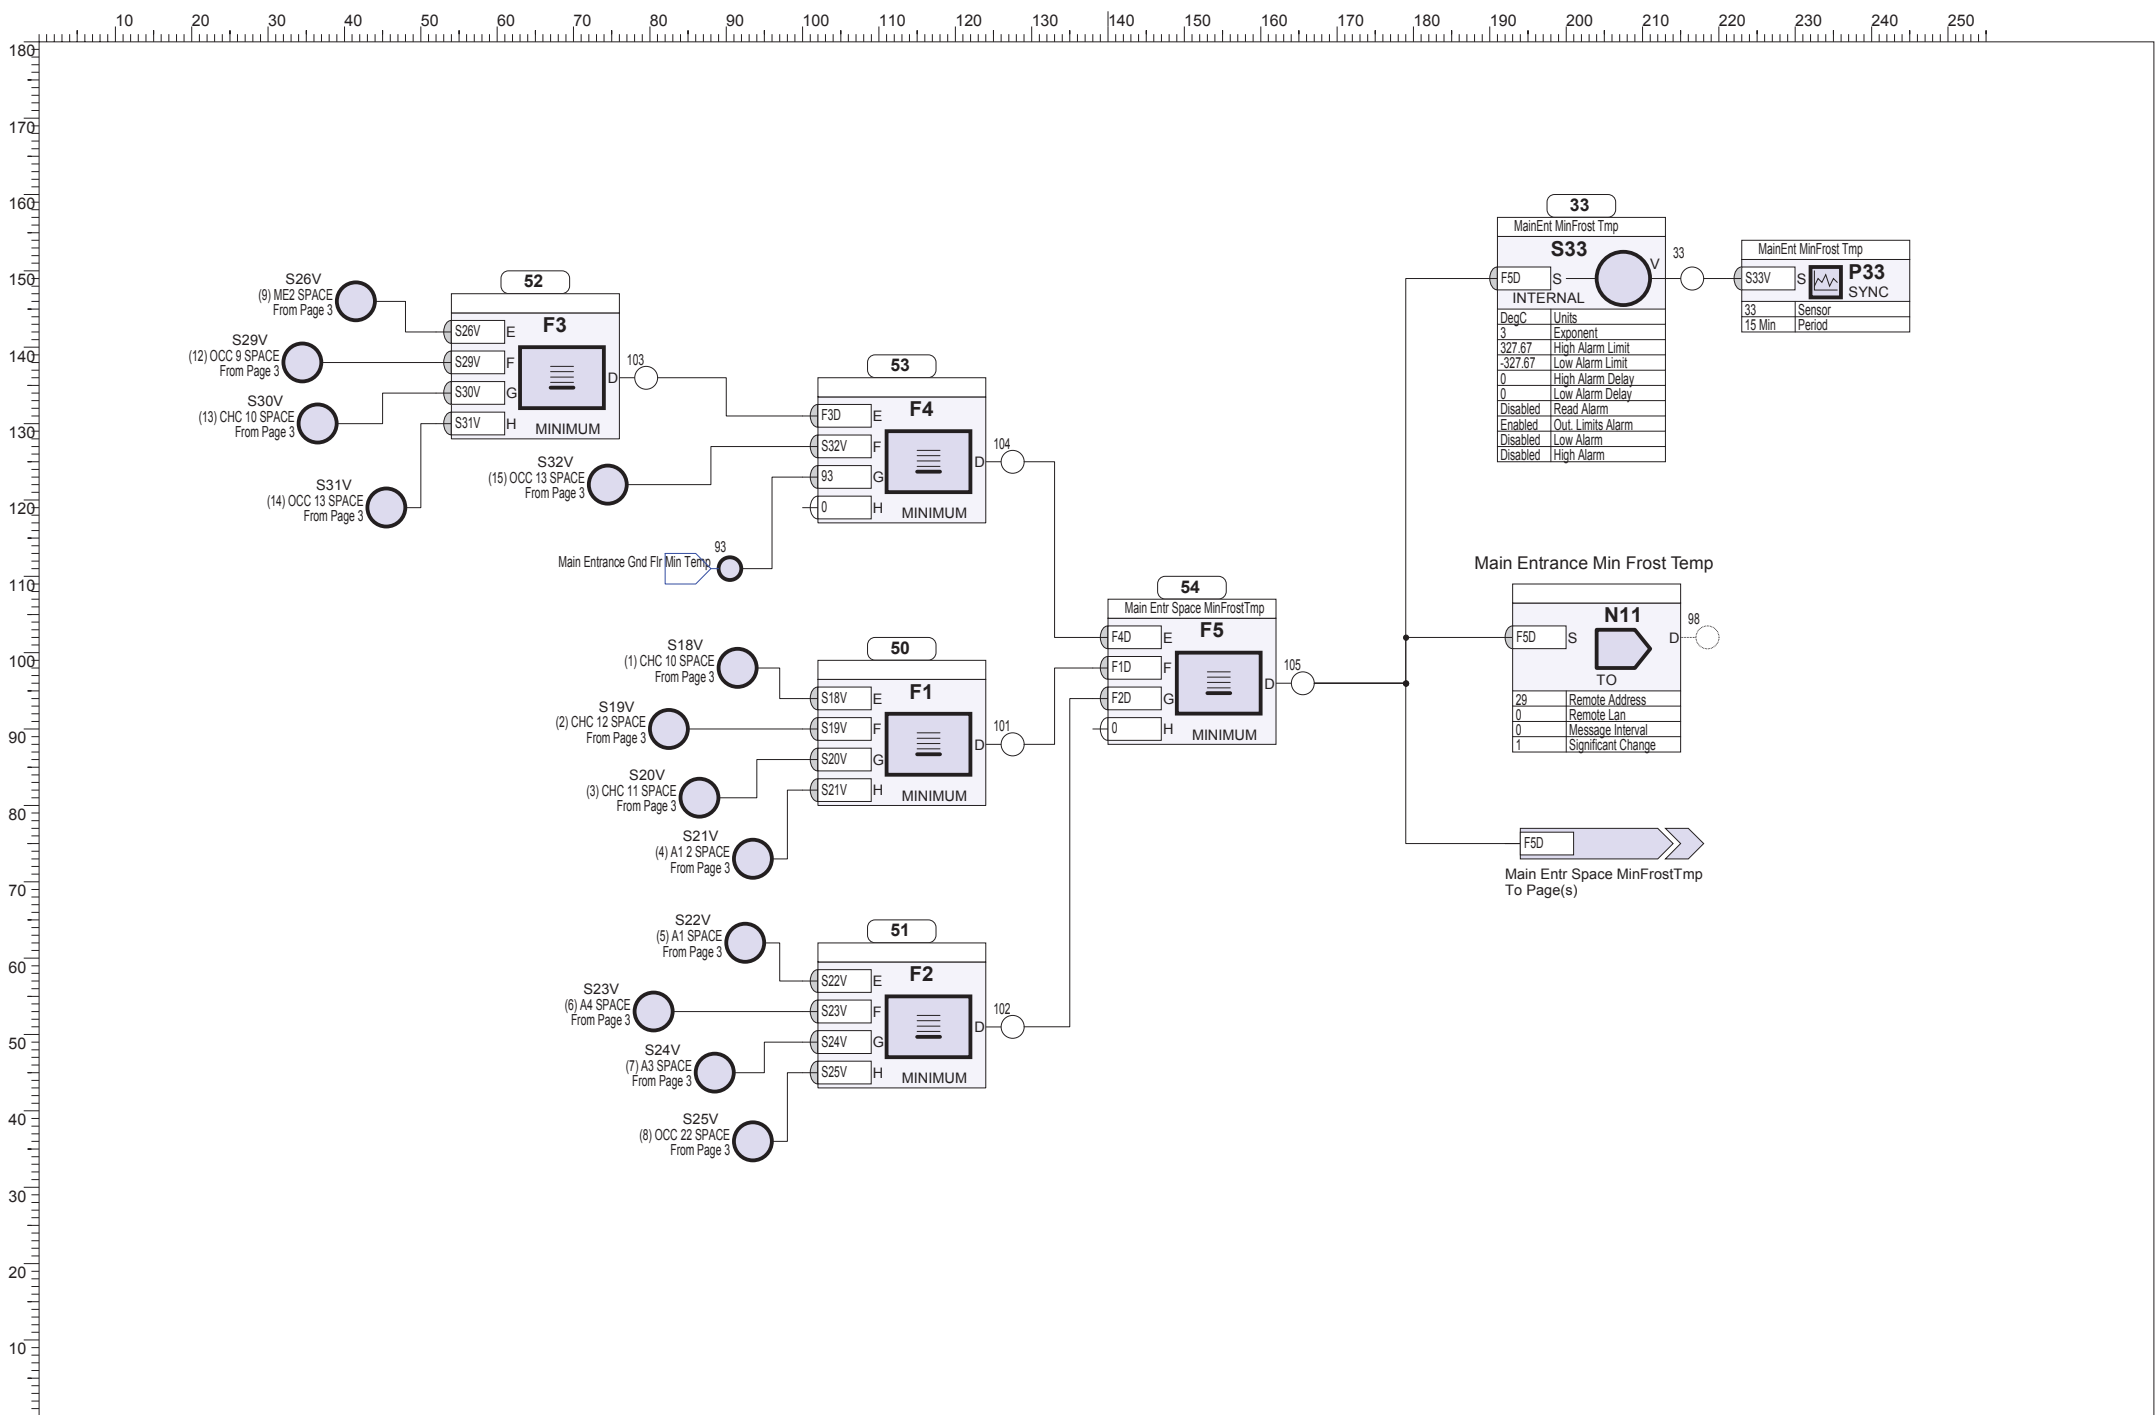 10 20 30 40 50 60 70 80 90 100 110 120 130 140 150 160 170 180 190 200 210 220 230 240 250
180
170
160
150
140
130
120
110
100
90
80
70
60
50
40
30
20
10
S26V
(9) ME2 SPACE
From Page 3
S29V
(12) OCC 9 SPACE
From Page 3
S30V
(13) CHC 10 SPACE
From Page 3
S31V
(14) OCC 13 SPACE
From Page 3
52
F3
S26V E
S29V F
S30V G
S31V H
D
MINIMUM
103
S32V
(15) OCC 13 SPACE
From Page 3
93
Main Entrance Gnd Flr Min Temp
53
F4
F3D E
S32V F
93 G
0 H
D
MINIMUM
104
S18V
(1) CHC 10 SPACE
From Page 3
S19V
(2) CHC 12 SPACE
From Page 3
S20V
(3) CHC 11 SPACE
From Page 3
S21V
(4) A1 2 SPACE
From Page 3
50
F1
S18V E
S19V F
S20V G
S21V H
D
MINIMUM
101
S22V
(5) A1 SPACE
From Page 3
S23V
(6) A4 SPACE
From Page 3
S24V
(7) A3 SPACE
From Page 3
S25V
(8) OCC 22 SPACE
From Page 3
51
F2
S22V E
S23V F
S24V G
S25V H
D
MINIMUM
102
54
Main Entr Space MinFrostTmp
F5
F4D E
F1D F
F2D G
0 H
D
MINIMUM
105
33
MainEnt MinFrost Tmp
S33
F5D S V
INTERNAL
DegC Units
3 Exponent
327.67 High Alarm Limit
-327.67 Low Alarm Limit
0 High Alarm Delay
0 Low Alarm Delay
Disabled Read Alarm
Enabled Out. Limits Alarm
Disabled Low Alarm
Disabled High Alarm
33
MainEnt MinFrost Tmp
S33V S P33
SYNC
33 Sensor
15 Min Period
Main Entrance Min Frost Temp
N11
F5D S D
TO
98
29 Remote Address
0 Remote Lan
0 Message Interval
1 Significant Change
F5D
Main Entr Space MinFrostTmp
To Page(s)